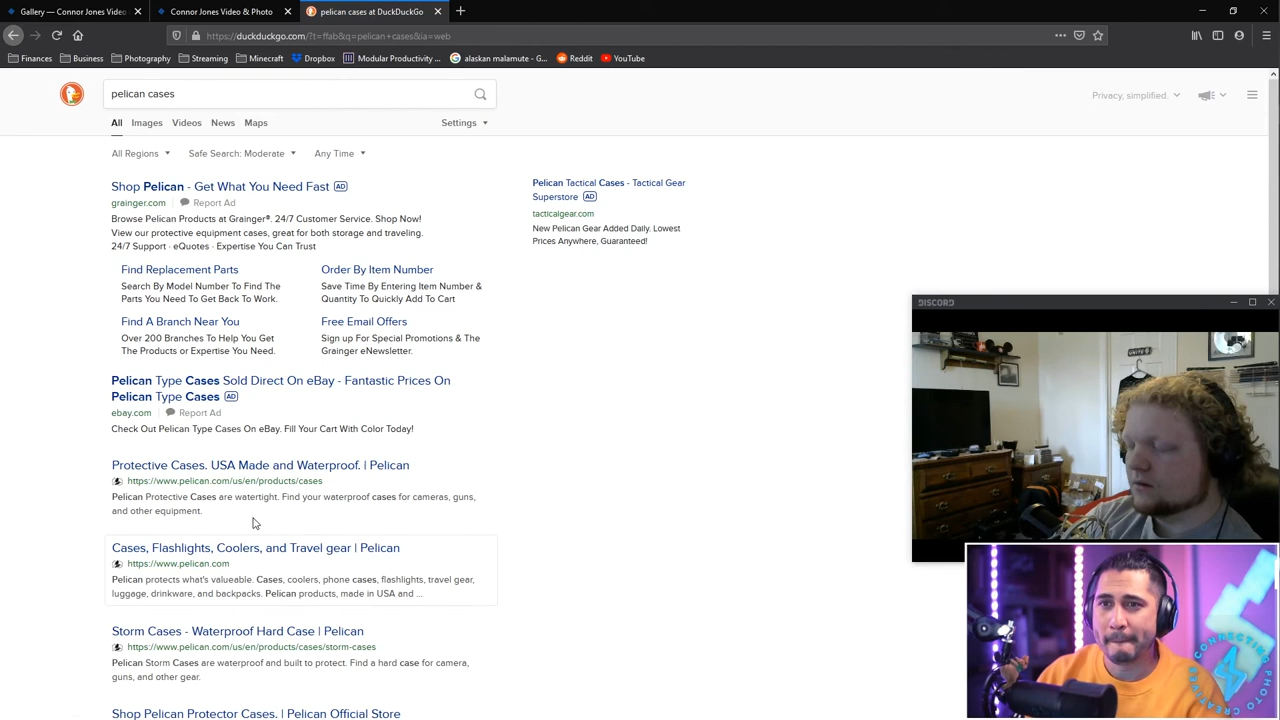 Gallery — Connor Jones Video
Connor Jones Video & Photo
pelican cases at DuckDuckGo
https://duckduckgo.com/?t=ffab&q=pelican+cases&ia=web
Finances
Business
Photography
Streaming
Minecraft
Dropbox
Modular Productivity ...
alaskan malamute - G...
Reddit
YouTube
pelican cases
Privacy, simplified.
All
Images
Videos
News
Maps
Settings
All Regions
Safe Search: Moderate
Any Time
Shop Pelican - Get What You Need Fast AD
grainger.com
Report Ad
Browse Pelican Products at Grainger®. 24/7 Customer Service. Shop Now!
View our protective equipment cases, great for both storage and traveling.
24/7 Support · eQuotes · Expertise You Can Trust
Find Replacement Parts
Search By Model Number To Find The
Parts You Need To Get Back To Work.
Order By Item Number
Save Time By Entering Item Number &
Quantity To Quickly Add To Cart
Find A Branch Near You
Over 200 Branches To Help You Get
The Products or Expertise You Need.
Free Email Offers
Sign up For Special Promotions & The
Grainger eNewsletter.
Pelican Type Cases Sold Direct On eBay - Fantastic Prices On
Pelican Type Cases AD
ebay.com
Report Ad
Check Out Pelican Type Cases On eBay. Fill Your Cart With Color Today!
Protective Cases. USA Made and Waterproof. | Pelican
https://www.pelican.com/us/en/products/cases
Pelican Protective Cases are watertight. Find your waterproof cases for cameras, guns,
and other equipment.
Cases, Flashlights, Coolers, and Travel gear | Pelican
https://www.pelican.com
Pelican protects what's valueable. Cases, coolers, phone cases, flashlights, travel gear,
luggage, drinkware, and backpacks. Pelican products, made in USA and ...
Storm Cases - Waterproof Hard Case | Pelican
https://www.pelican.com/us/en/products/cases/storm-cases
Pelican Storm Cases are waterproof and built to protect. Find a hard case for camera,
guns, and other gear.
Shop Pelican Protector Cases. | Pelican Official Store
Pelican Tactical Cases - Tactical Gear
Superstore AD
tacticalgear.com
New Pelican Gear Added Daily. Lowest
Prices Anywhere, Guaranteed!
DISCORD
CONNECTING PHOTO CREATIVE